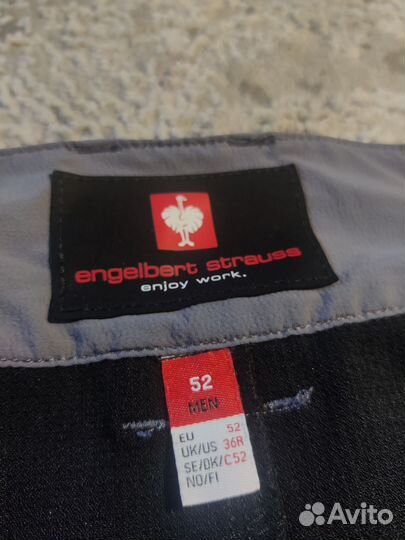 engelbert strauss
enjoy work.
52
MEN
EU 52
UK/US 36R
SE/DK/ C52
NO/FI
Avito